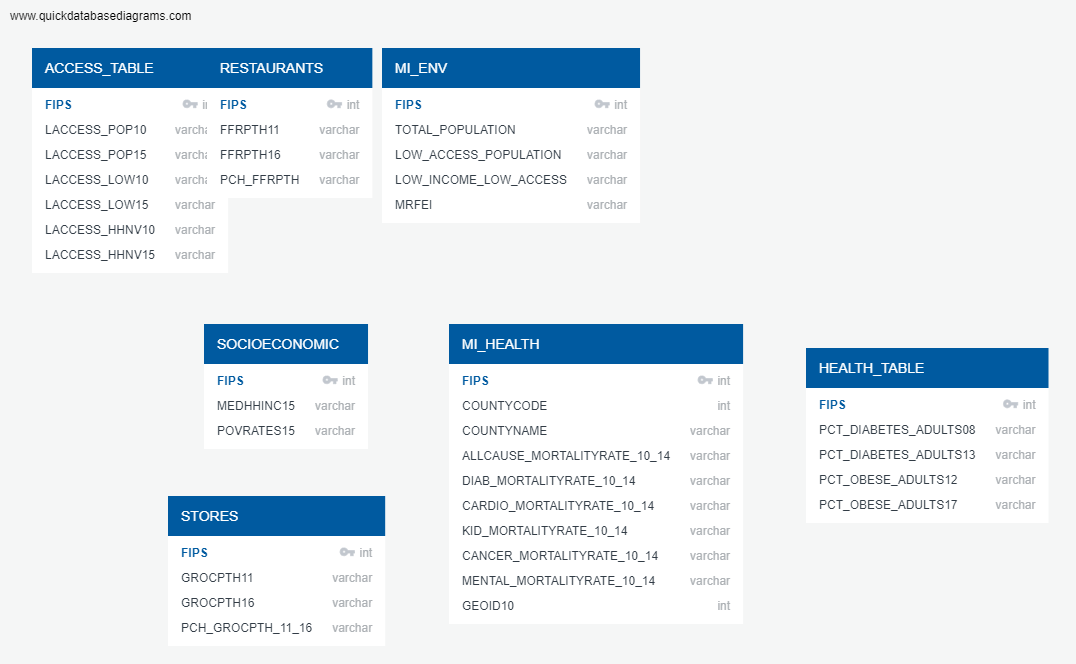 www.quickdatabasediagrams.com
ACCESS_TABLE
FIPS
LACCESS_POP10 varcha
LACCESS_POP15 varcha
LACCESS_LOW10 varcha
LACCESS_LOW15 varchar
LACCESS_HHNV10 varchar
LACCESS_HHNV15 varchar
RESTAURANTS
FIPS int
FFRPTH11 varchar
FFRPTH16 varchar
PCH_FFRPTH varchar
MI_ENV
FIPS int
TOTAL_POPULATION varchar
LOW_ACCESS_POPULATION varchar
LOW_INCOME_LOW_ACCESS varchar
MRFEI varchar
SOCIOECONOMIC
FIPS int
MEDHHINC15 varchar
POVRATES15 varchar
MI_HEALTH
FIPS int
COUNTYCODE int
COUNTYNAME varchar
ALLCAUSE_MORTALITYRATE_10_14 varchar
DIAB_MORTALITYRATE_10_14 varchar
CARDIO_MORTALITYRATE_10_14 varchar
KID_MORTALITYRATE_10_14 varchar
CANCER_MORTALITYRATE_10_14 varchar
MENTAL_MORTALITYRATE_10_14 varchar
GEOID10 int
HEALTH_TABLE
FIPS int
PCT_DIABETES_ADULTS08 varchar
PCT_DIABETES_ADULTS13 varchar
PCT_OBESE_ADULTS12 varchar
PCT_OBESE_ADULTS17 varchar
STORES
FIPS int
GROCPTH11 varchar
GROCPTH16 varchar
PCH_GROCPTH_11_16 varchar